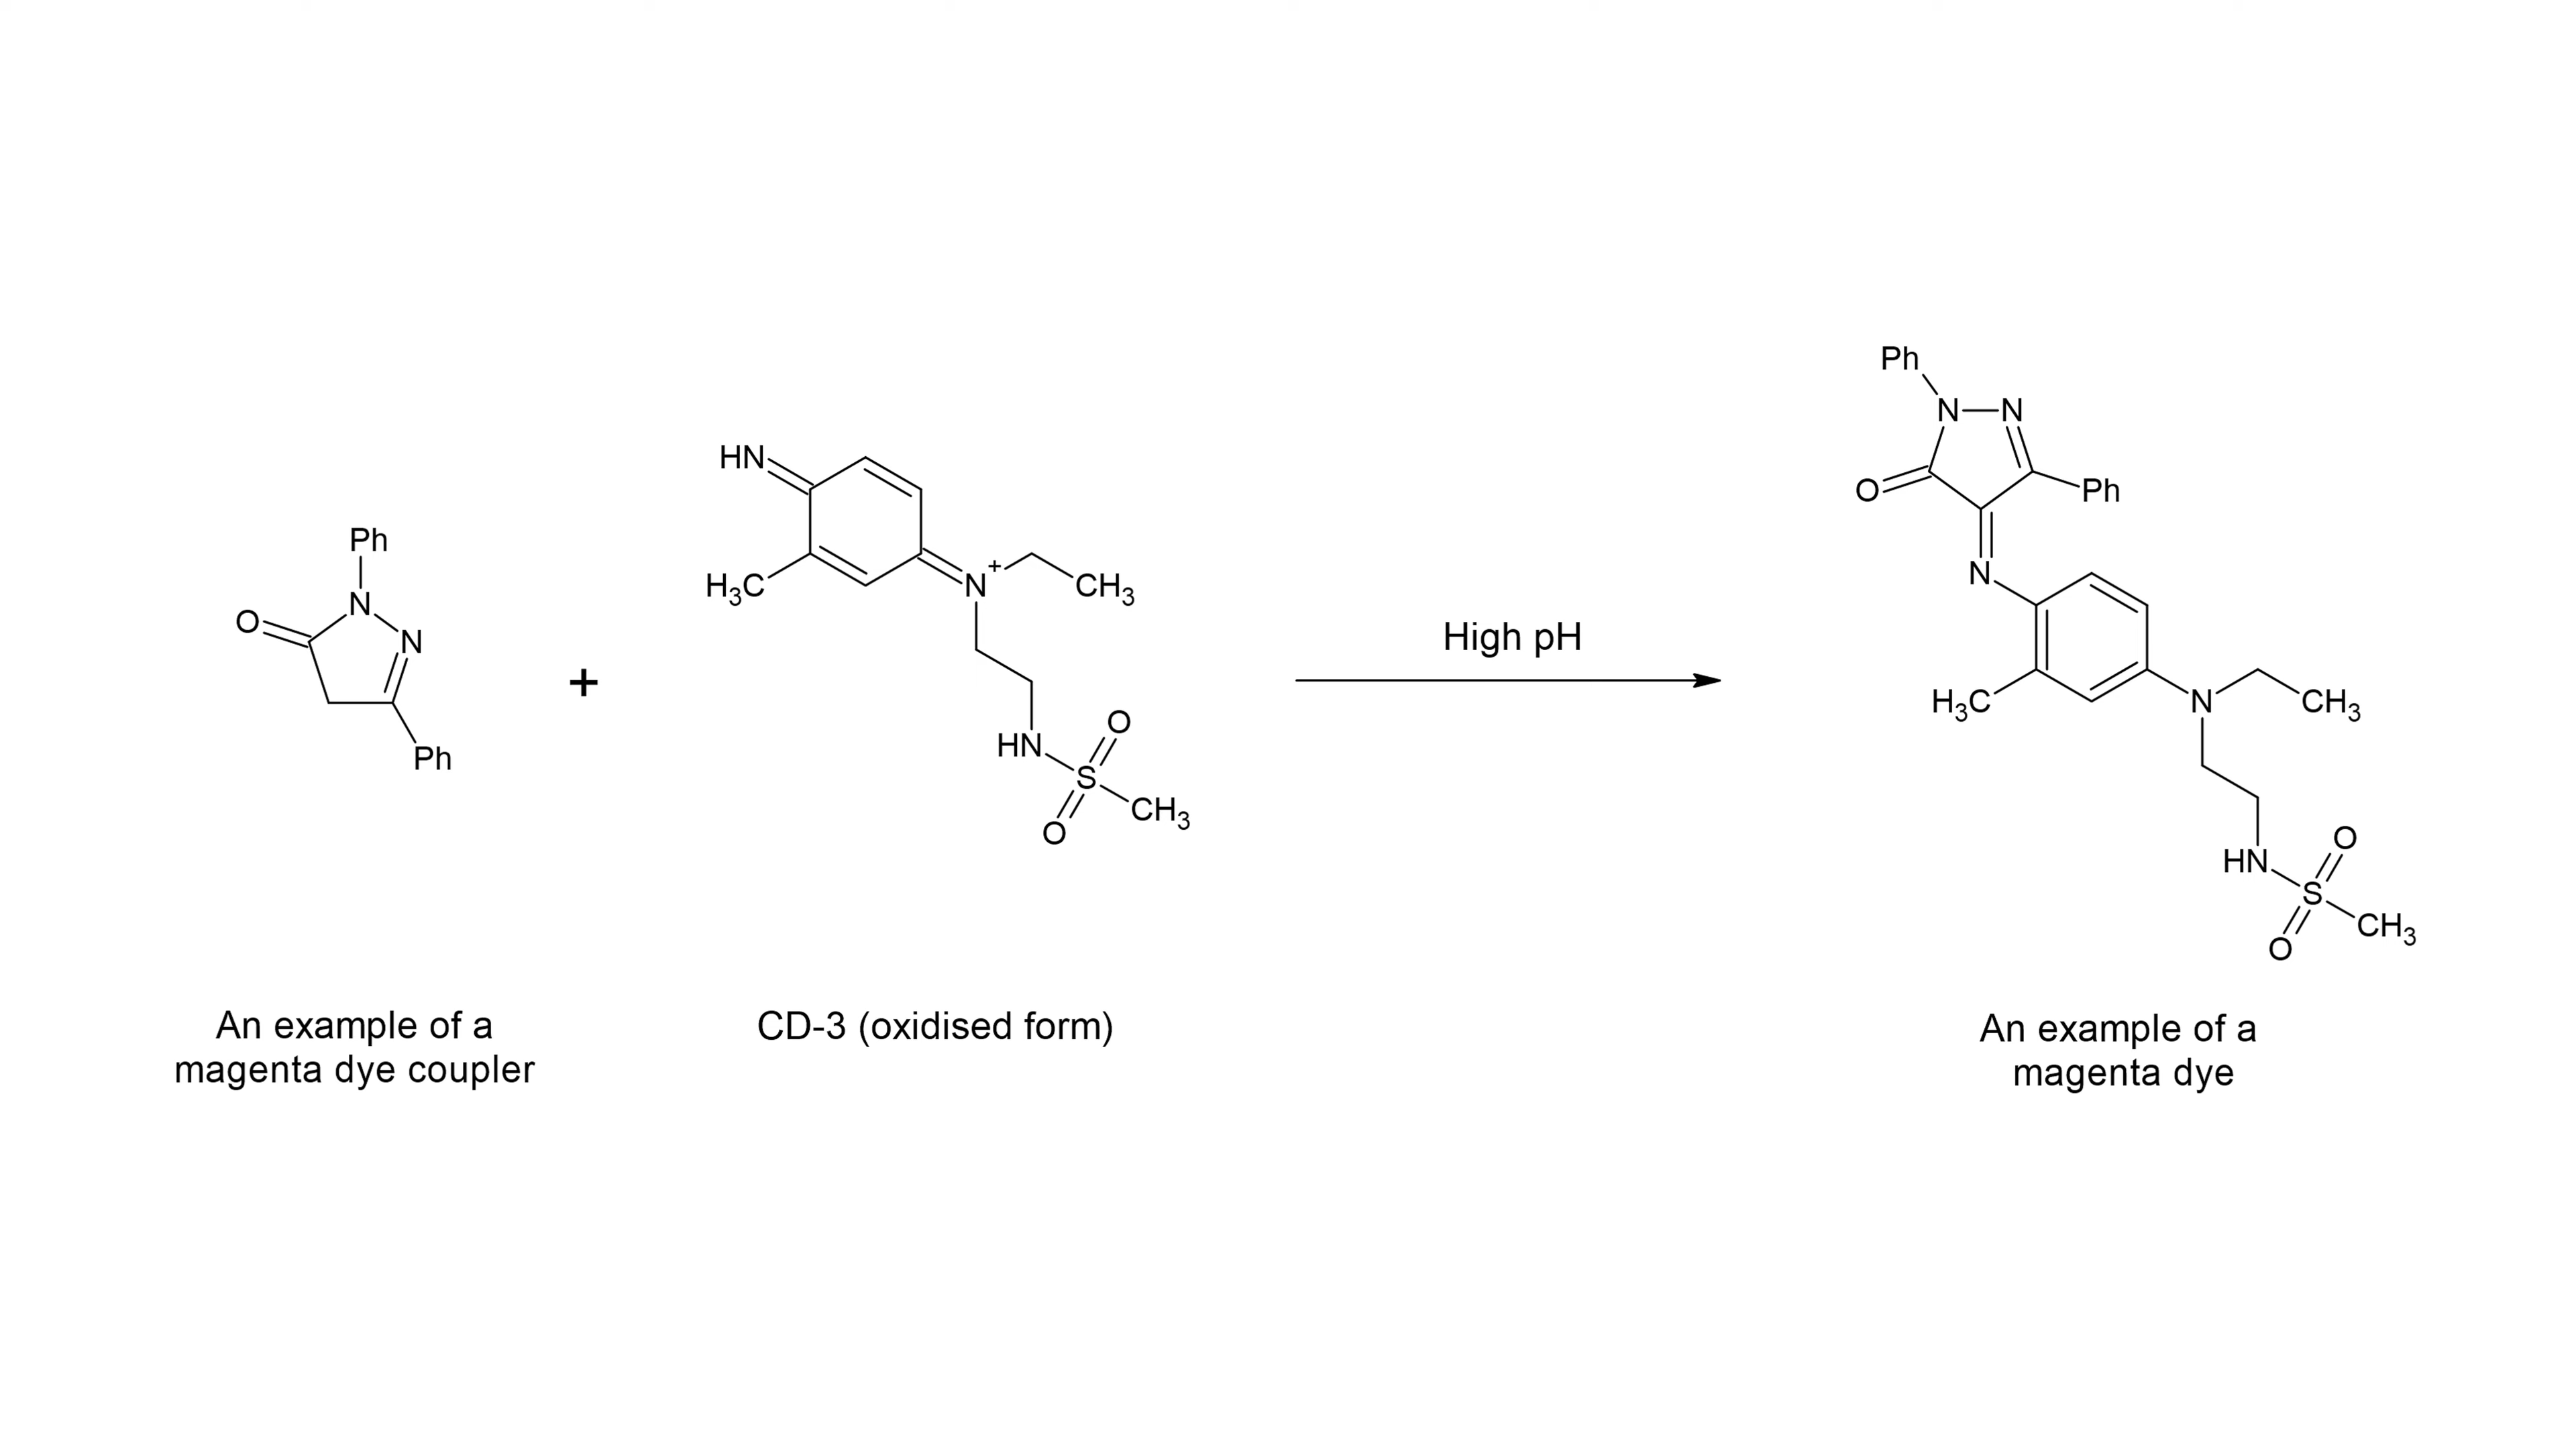 Ph
N
N
O
Ph
+
HN
H3C
N+
CH3
HN
O
S
O
CH3
High pH
Ph
N
N
O
Ph
N
H3C
N
CH3
HN
O
S
O
CH3
An example of a
magenta dye coupler
CD-3 (oxidised form)
An example of a
magenta dye